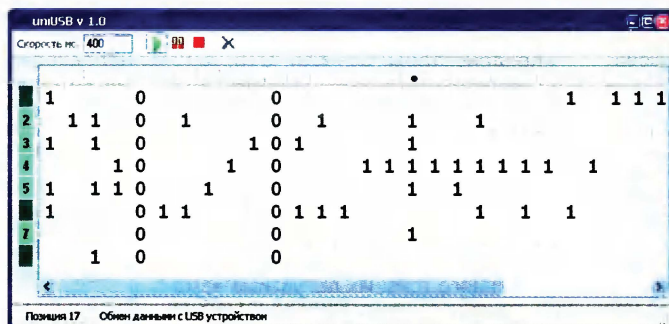 uniUSB v 1.0
Скорость мс 400
1 0 0 1 1 1 1
2 1 1 0 1 0 1 1 1
3 1 1 0 1 0 1 1
4 1 0 1 0 1 1 1 1 1 1 1 1 1 1
5 1 1 1 0 1 0 1 1
1 0 1 1 0 1 1 1 1 1 1
7 0 0 1
1 0 0
Позиция 17 Обмен данными с USB устройством